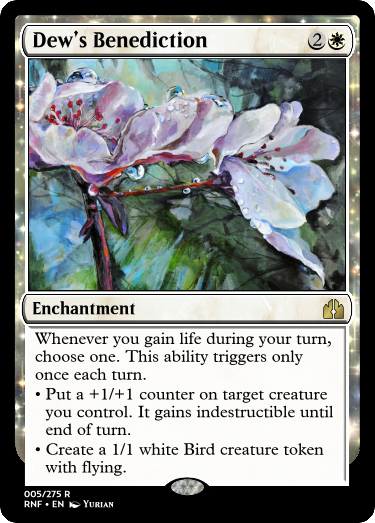 Dew's Benediction 2
Enchantment
Whenever you gain life during your turn,
choose one. This ability triggers only
once each turn.
• Put a +1/+1 counter on target creature
you control. It gains indestructible until
end of turn.
• Create a 1/1 white Bird creature token
with flying.
005/275 R
RNF • EN Yurian